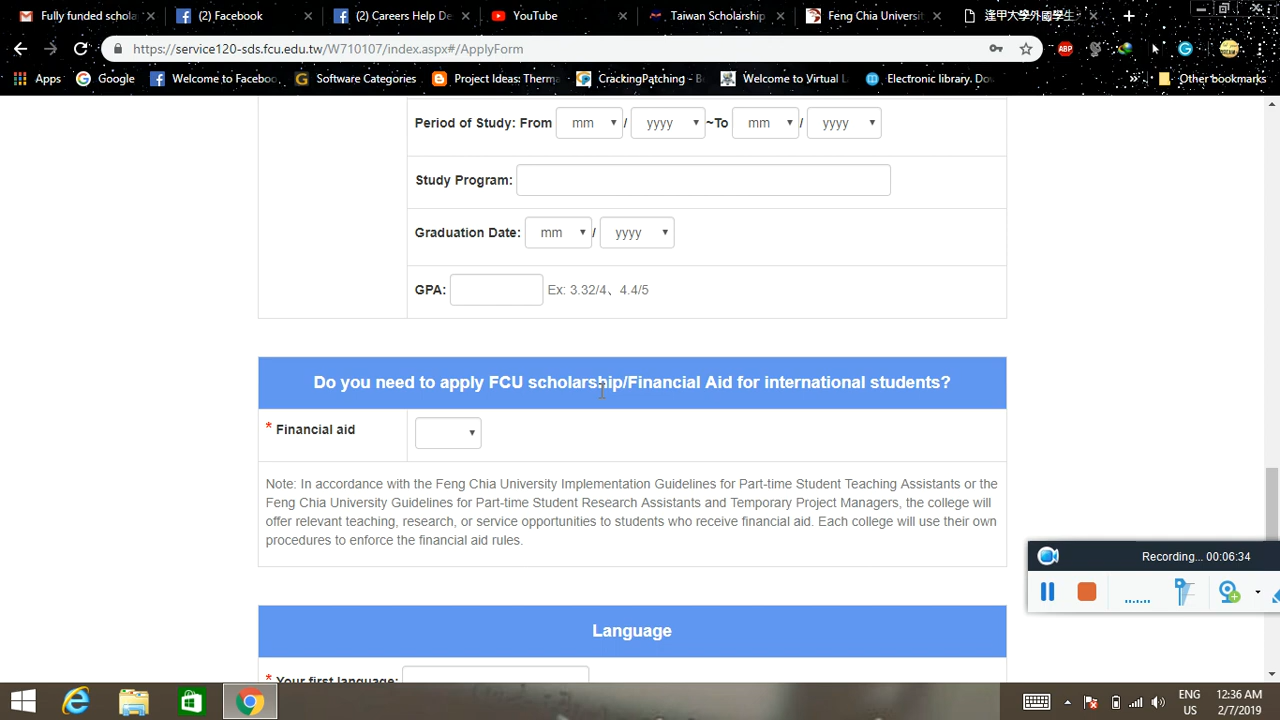 Fully funded schola
(2) Facebook
(2) Careers Help De
YouTube
Taiwan Scholarship
Feng Chia Universit
逢甲大學外國學生
https://service120-sds.fcu.edu.tw/W710107/index.aspx#/ApplyForm
ABP
Apps
Google
Welcome to Faceboo
Software Categories
Project Ideas: Therma
CrackingPatching - B
Welcome to Virtual L
Electronic library. Do
Other bookmarks
Period of Study: From mm / yyyy ~To mm / yyyy
Study Program:
Graduation Date: mm / yyyy
GPA: Ex: 3.32/4、4.4/5
Do you need to apply FCU scholarship/Financial Aid for international students?
* Financial aid
Note: In accordance with the Feng Chia University Implementation Guidelines for Part-time Student Teaching Assistants or the
Feng Chia University Guidelines for Part-time Student Research Assistants and Temporary Project Managers, the college will
offer relevant teaching, research, or service opportunities to students who receive financial aid. Each college will use their own
procedures to enforce the financial aid rules.
Recording... 00:06:34
Language
* Your first language:
ENG
US
12:36 AM
2/7/2019